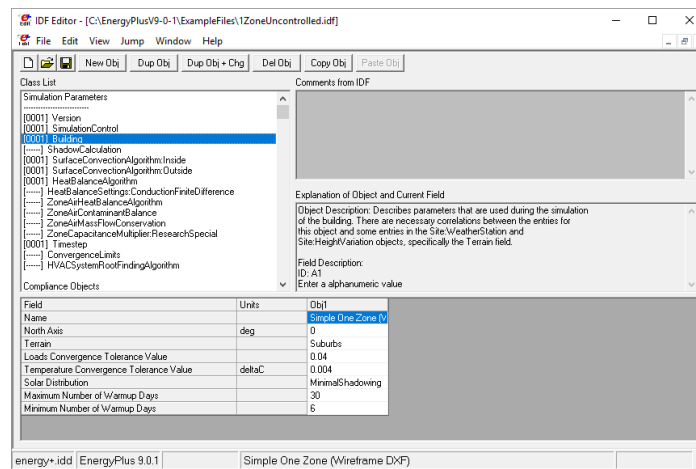 IDF Editor - [C:\EnergyPlusV9-0-1\ExampleFiles\1ZoneUncontrolled.idf]
File Edit View Jump Window Help
New Obj Dup Obj Dup Obj + Chg Del Obj Copy Obj Paste Obj
Class List
Comments from IDF
Simulation Parameters
-------------------------
[0001] Version
[0001] SimulationControl
[0001] Building
[------] ShadowCalculation
[0001] SurfaceConvectionAlgorithm:Inside
[0001] SurfaceConvectionAlgorithm:Outside
[0001] HeatBalanceAlgorithm
[------] HeatBalanceSettings:ConductionFiniteDifference
[------] ZoneAirHeatBalanceAlgorithm
[------] ZoneAirContaminantBalance
[------] ZoneAirMassFlowConservation
[------] ZoneCapacitanceMultiplier:ResearchSpecial
[0001] Timestep
[------] ConvergenceLimits
[------] HVACSystemRootFindingAlgorithm
Compliance Objects
Explanation of Object and Current Field
Object Description: Describes parameters that are used during the simulation
of the building. There are necessary correlations between the entries for
this object and some entries in the Site:WeatherStation and
Site:HeightVariation objects, specifically the Terrain field.
Field Description:
ID: A1
Enter a alphanumeric value
Field Units Obj1
Name Simple One Zone (W
North Axis deg 0
Terrain Suburbs
Loads Convergence Tolerance Value 0.04
Temperature Convergence Tolerance Value deltaC 0.004
Solar Distribution MinimalShadowing
Maximum Number of Warmup Days 30
Minimum Number of Warmup Days 6
energy+.idd EnergyPlus 9.0.1 Simple One Zone (Wireframe DXF)